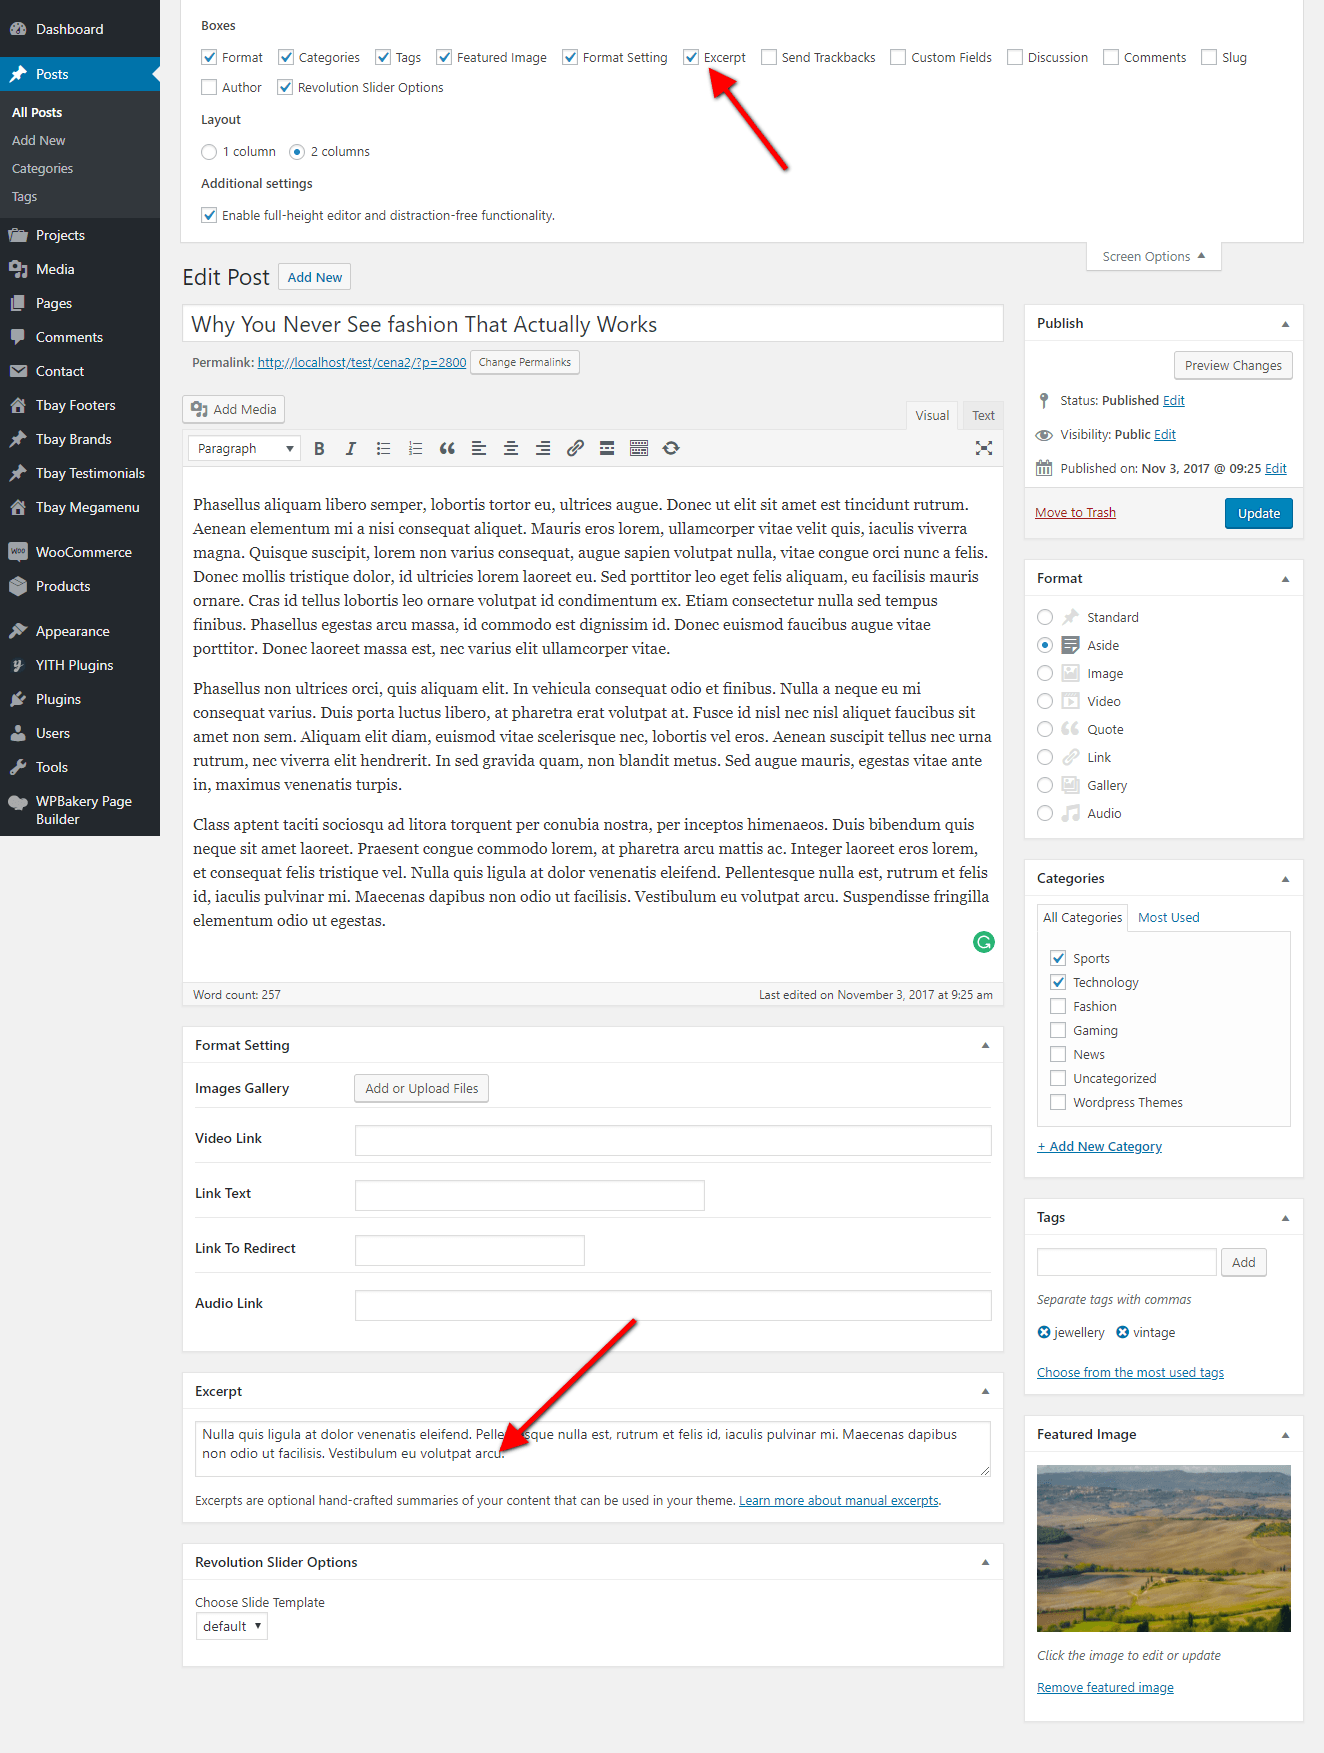 Dashboard
Posts
All Posts
Add New
Categories
Tags
Projects
Media
Pages
Comments
Contact
Tbay Footers
Tbay Brands
Tbay Testimonials
Tbay Megamenu
WooCommerce
Products
Appearance
YITH Plugins
Plugins
Users
Tools
WPBakery Page
Builder
Boxes
Format Categories Tags Featured Image Format Setting Excerpt Send Trackbacks Custom Fields Discussion Comments Slug
Author Revolution Slider Options
Layout
1 column 2 columns
Additional settings
Enable full-height editor and distraction-free functionality.
Screen Options
Edit Post Add New
Why You Never See fashion That Actually Works
Permalink: http://localhost/test/cena2/?p=2800 Change Permalinks
Add Media
Visual Text
Paragraph
Phasellus aliquam libero semper, lobortis tortor eu, ultrices augue. Donec ut elit sit amet est tincidunt rutrum.
Aenean elementum mi a nisi consequat aliquet. Mauris eros lorem, ullamcorper vitae velit quis, iaculis viverra
magna. Quisque suscipit, lorem non varius consequat, augue sapien volutpat nulla, vitae congue orci nunc a felis.
Donec mollis tristique dolor, id ultricies lorem laoreet eu. Sed porttitor leo eget felis aliquam, eu facilisis mauris
ornare. Cras id tellus lobortis leo ornare volutpat id condimentum ex. Etiam consectetur nulla sed tempus
finibus. Phasellus egestas arcu massa, id commodo est dignissim id. Donec euismod faucibus augue vitae
porttitor. Donec laoreet massa est, nec varius elit ullamcorper vitae.
Phasellus non ultrices orci, quis aliquam elit. In vehicula consequat odio et finibus. Nulla a neque eu mi
consequat varius. Duis porta luctus libero, at pharetra erat volutpat at. Fusce id nisl nec nisl aliquet faucibus sit
amet non sem. Aliquam elit diam, euismod vitae scelerisque nec, lobortis vel eros. Aenean suscipit tellus nec urna
rutrum, nec viverra elit hendrerit. In sed gravida quam, non blandit metus. Sed augue mauris, egestas vitae ante
in, maximus venenatis turpis.
Class aptent taciti sociosqu ad litora torquent per conubia nostra, per inceptos himenaeos. Duis bibendum quis
neque sit amet laoreet. Praesent congue commodo lorem, at pharetra arcu mattis ac. Integer laoreet eros lorem,
et consequat felis tristique vel. Nulla quis ligula at dolor venenatis eleifend. Pellentesque nulla est, rutrum et felis
id, iaculis pulvinar mi. Maecenas dapibus non odio ut facilisis. Vestibulum eu volutpat arcu. Suspendisse fringilla
elementum odio ut egestas.
Word count: 257 Last edited on November 3, 2017 at 9:25 am
Format Setting
Images Gallery Add or Upload Files
Video Link
Link Text
Link To Redirect
Audio Link
Excerpt
Nulla quis ligula at dolor venenatis eleifend. Pelle sque nulla est, rutrum et felis id, iaculis pulvinar mi. Maecenas dapibus
non odio ut facilisis. Vestibulum eu volutpat arcu.
Excerpts are optional hand-crafted summaries of your content that can be used in your theme. Learn more about manual excerpts.
Revolution Slider Options
Choose Slide Template
default
Publish
Preview Changes
Status: Published Edit
Visibility: Public Edit
Published on: Nov 3, 2017 @ 09:25 Edit
Move to Trash Update
Format
Standard
Aside
Image
Video
Quote
Link
Gallery
Audio
Categories
All Categories Most Used
Sports
Technology
Fashion
Gaming
News
Uncategorized
Wordpress Themes
+ Add New Category
Tags
Add
Separate tags with commas
jewellery vintage
Choose from the most used tags
Featured Image
Click the image to edit or update
Remove featured image